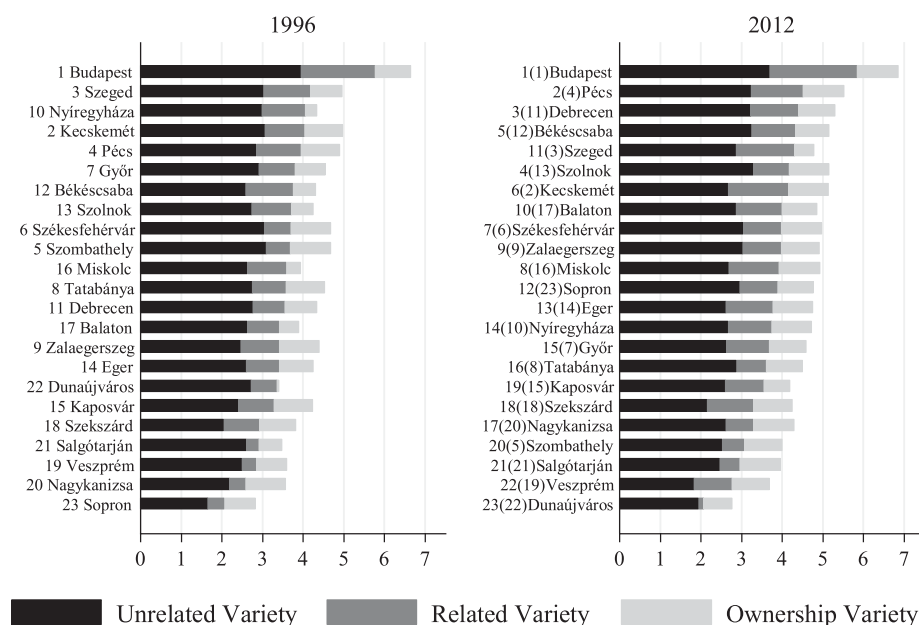 1996
1 Budapest
3 Szeged
10 Nyíregyháza
2 Kecskemét
4 Pécs
7 Győr
12 Békéscsaba
13 Szolnok
6 Székesfehérvár
5 Szombathely
16 Miskolc
8 Tatabánya
11 Debrecen
17 Balaton
9 Zalaegerszeg
14 Eger
22 Dunaújváros
15 Kaposvár
18 Szekszárd
21 Salgótarján
19 Veszprém
20 Nagykanizsa
23 Sopron
0 1 2 3 4 5 6 7
2012
1(1)Budapest
2(4)Pécs
3(11)Debrecen
5(12)Békéscsaba
11(3)Szeged
4(13)Szolnok
6(2)Kecskemét
10(17)Balaton
7(6)Székesfehérvár
9(9)Zalaegerszeg
8(16)Miskolc
12(23)Sopron
13(14)Eger
14(10)Nyíregyháza
15(7)Győr
16(8)Tatabánya
19(15)Kaposvár
18(18)Szekszárd
17(20)Nagykanizsa
20(5)Szombathely
21(21)Salgótarján
22(19)Veszprém
23(22)Dunaújváros
0 1 2 3 4 5 6 7
Unrelated Variety
Related Variety
Ownership Variety